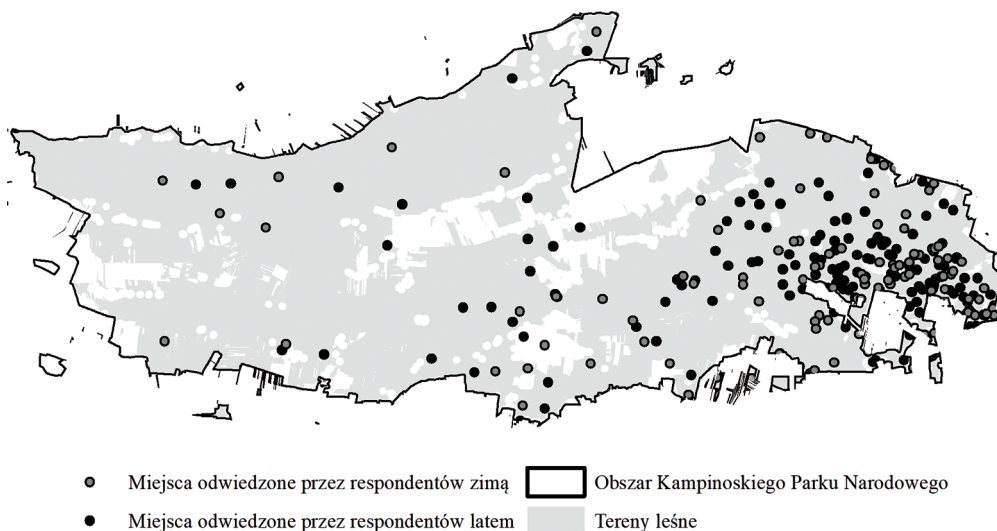 Miejsca odwiedzone przez respondentów zimą
Obszar Kampinoskiego Parku Narodowego
Miejsca odwiedzone przez respondentów latem
Tereny leśne